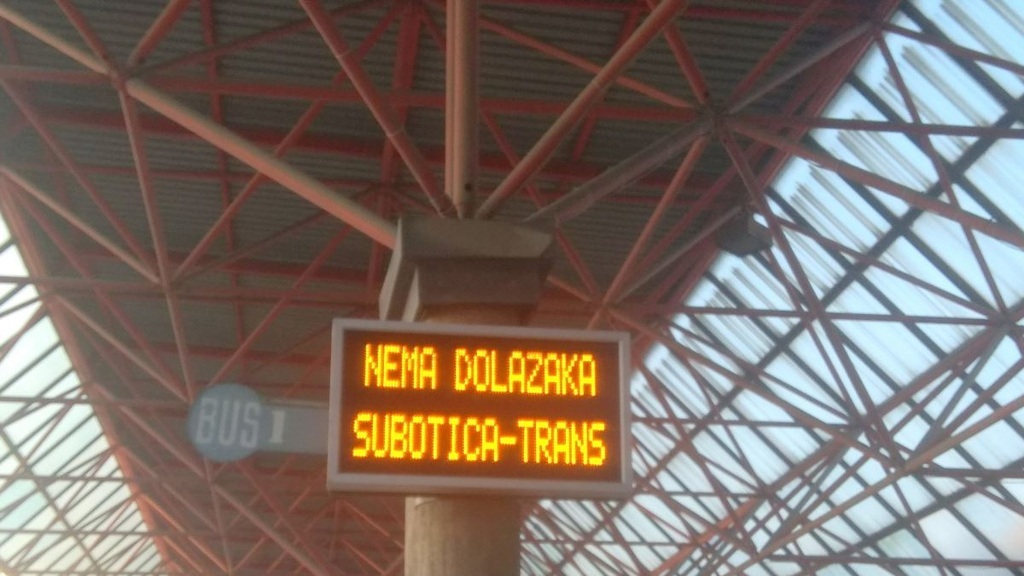 NEMA DOLAZAKA
SUBOTICA-TRANS
BUS 1